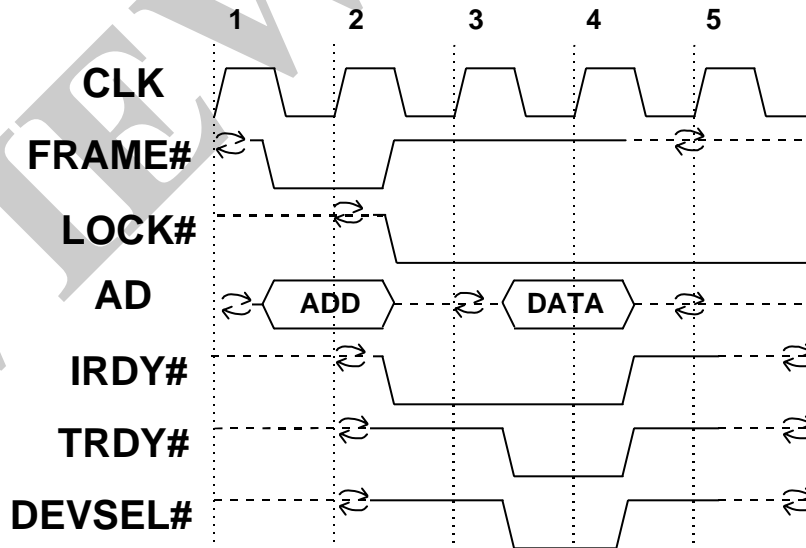 1 2 3 4 5
CLK
FRAME#
LOCK#
AD ADD DATA
IRDY#
TRDY#
DEVSEL#